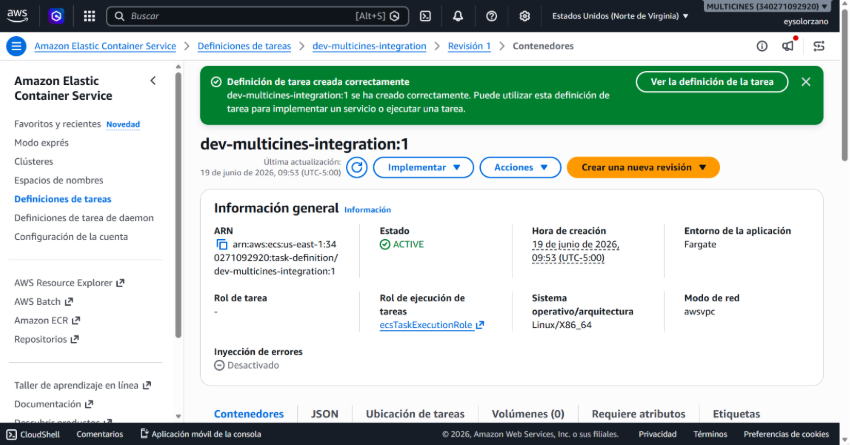 aws
Buscar
[Alt+S]
Estados Unidos (Norte de Virginia)
MULTICINES (340271092920)
eysolorzano
Amazon Elastic Container Service > Definiciones de tareas > dev-multicines-integration > Revisión 1 > Contenedores
Amazon Elastic
Container Service
Favoritos y recientes Novedad
Modo exprés
Clústeres
Espacios de nombres
Definiciones de tareas
Definiciones de tarea de daemon
Configuración de la cuenta
AWS Resource Explorer
AWS Batch
Amazon ECR
Repositorios
Taller de aprendizaje en línea
Documentación
Descubrir productos
Definición de tarea creada correctamente
dev-multicines-integration:1 se ha creado correctamente. Puede utilizar esta definición de
tarea para implementar un servicio o ejecutar una tarea.
Ver la definición de la tarea
dev-multicines-integration:1
Última actualización:
19 de junio de 2026, 09:53 (UTC-5:00)
Implementar
Acciones
Crear una nueva revisión
Información general Información
ARN
arn:aws:ecs:us-east-1:34
0271092920:task-definition/
dev-multicines-integration:1
Estado
ACTIVE
Hora de creación
19 de junio de 2026,
09:53 (UTC-5:00)
Entorno de la aplicación
Fargate
Rol de tarea
-
Rol de ejecución de
tareas
ecsTaskExecutionRole
Sistema
operativo/arquitectura
Linux/X86_64
Modo de red
awsvpc
Inyección de errores
Desactivado
Contenedores
JSON
Ubicación de tareas
Volúmenes (0)
Requiere atributos
Etiquetas
CloudShell
Comentarios
Aplicación móvil de la consola
© 2026, Amazon Web Services, Inc. o sus filiales.
Privacidad
Términos
Preferencias de cookies